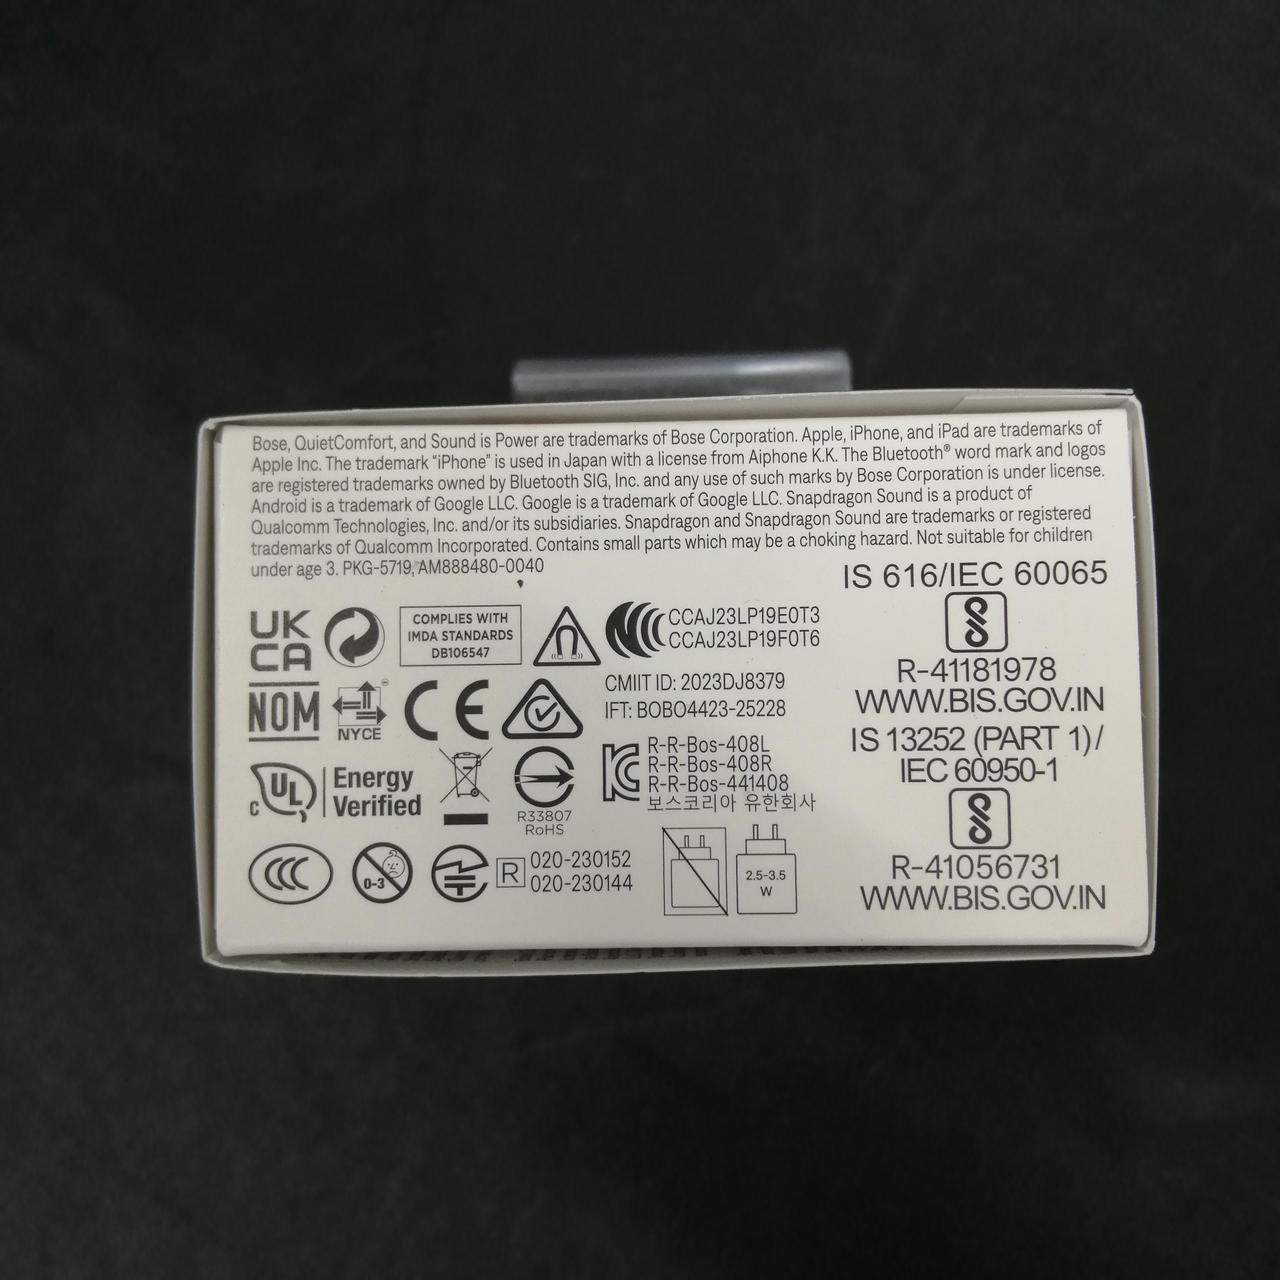 Bose, QuietComfort, and Sound is Power are trademarks of Bose Corporation. Apple, iPhone, and iPad are trademarks of
Apple Inc. The trademark “iPhone” is used in Japan with a license from Aiphone K.K. The Bluetooth® word mark and logos
are registered trademarks owned by Bluetooth SIG, Inc. and any use of such marks by Bose Corporation is under license.
Android is a trademark of Google LLC. Google is a trademark of Google LLC. Snapdragon Sound is a product of
Qualcomm Technologies, Inc. and/or its subsidiaries. Snapdragon and Snapdragon Sound are trademarks or registered
trademarks of Qualcomm Incorporated. Contains small parts which may be a choking hazard. Not suitable for children
under age 3. PKG-5719, AM888480-0040
UK
CA
COMPLIES WITH
IMDA STANDARDS
DB106547
CCAJ23LP19E0T3
CCAJ23LP19F0T6
NOM
NYCE
CE
CMIIT ID: 2023DJ8379
IFT: BOBO4423-25228
C UL
Energy
Verified
R33807
RoHS
R-R-Bos-408L
R-R-Bos-408R
R-R-Bos-441408
보스코리아 유한회사
CCC
0-3
R
020-230152
020-230144
2.5-3.5
W
IS 616/IEC 60065
R-41181978
WWW.BIS.GOV.IN
IS 13252 (PART 1)/
IEC 60950-1
R-41056731
WWW.BIS.GOV.IN